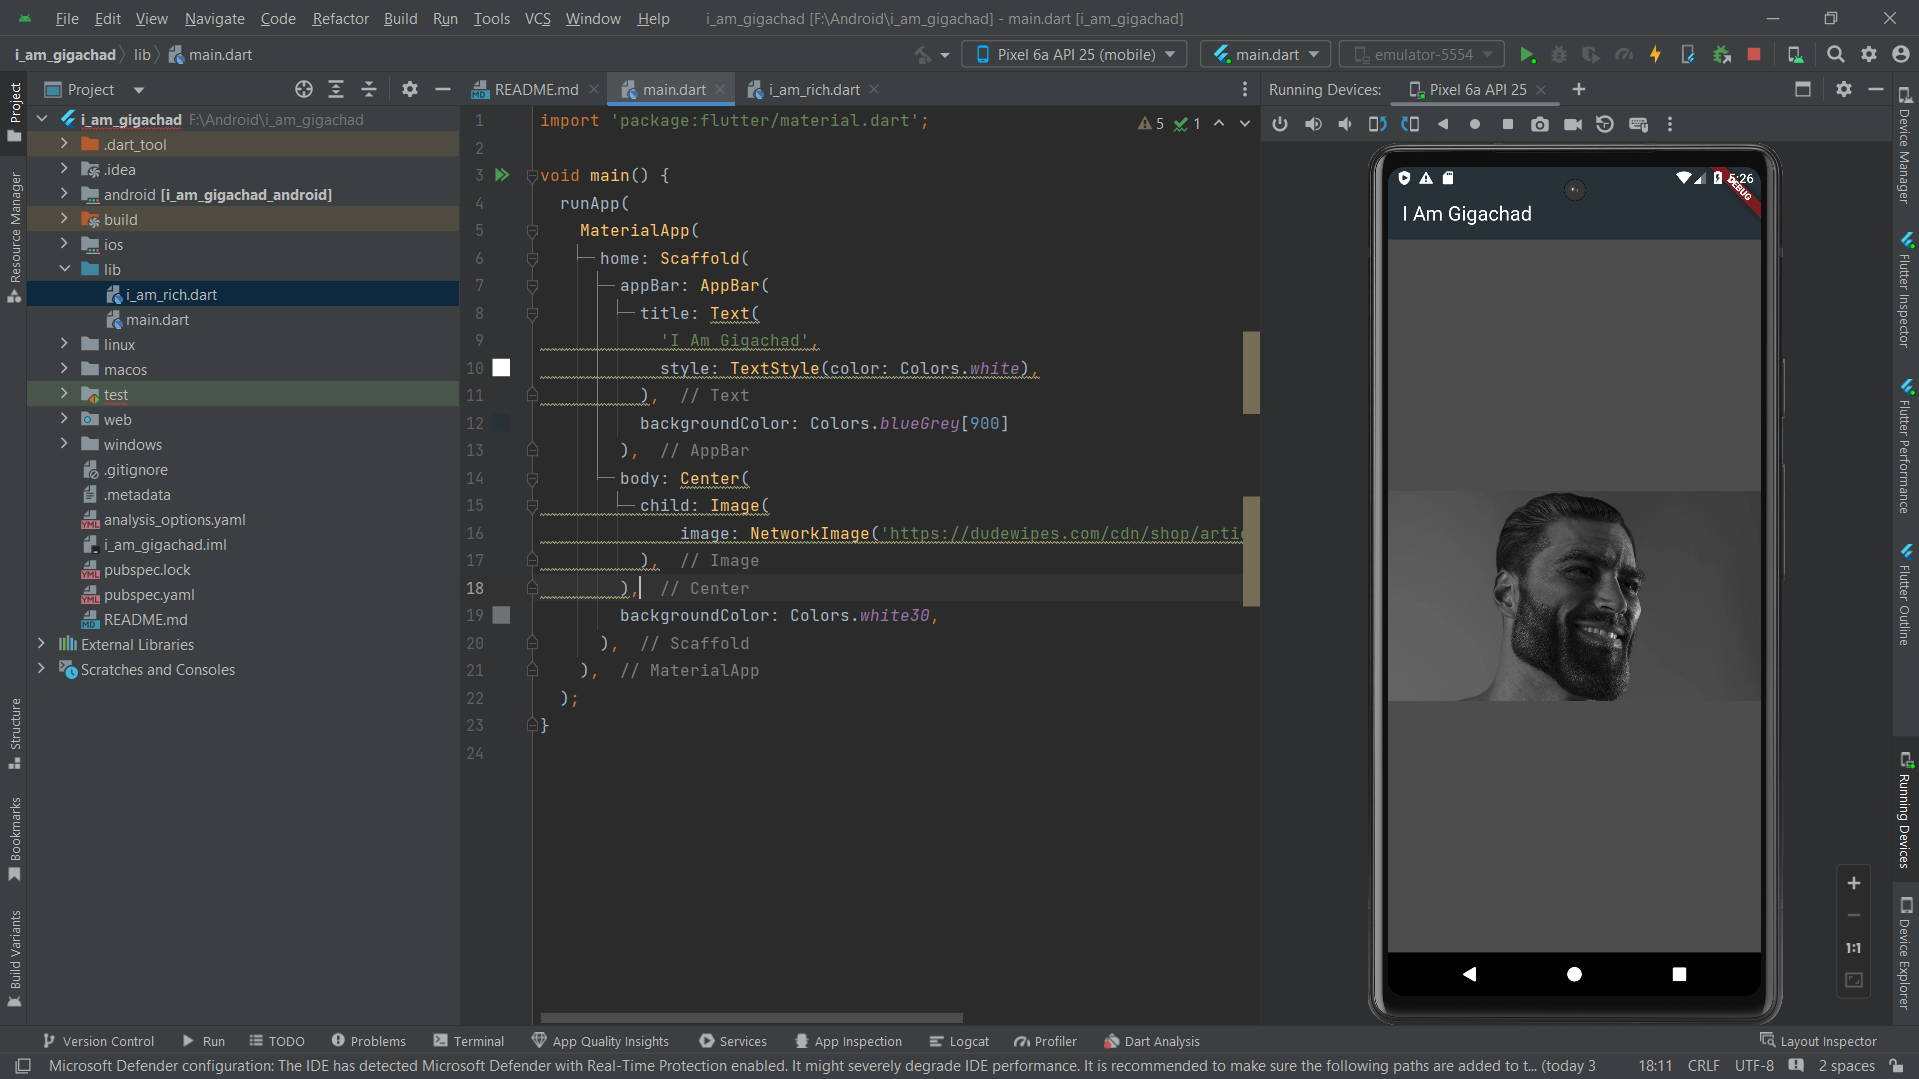 File Edit View Navigate Code Refactor Build Run Tools VCS Window Help i_am_gigachad [F:\Android\i_am_gigachad] - main.dart [i_am_gigachad]
i_am_gigachad lib main.dart Pixel 6a API 25 (mobile) main.dart emulator-5554
Project README.md main.dart i_am_rich.dart Running Devices: Pixel 6a API 25
i_am_gigachad F:\Android\i_am_gigachad
.dart_tool
.idea
android [i_am_gigachad_android]
build
ios
lib
i_am_rich.dart
main.dart
linux
macos
test
web
windows
.gitignore
.metadata
analysis_options.yaml
i_am_gigachad.iml
pubspec.lock
pubspec.yaml
README.md
External Libraries
Scratches and Consoles
Project
Resource Manager
Structure
Bookmarks
Build Variants
1 import 'package:flutter/material.dart'; 5 1
2
3 void main() {
4 runApp(
5 MaterialApp(
6 home: Scaffold(
7 appBar: AppBar(
8 title: Text(
9 'I Am Gigachad',
10 style: TextStyle(color: Colors.white),
11 ), // Text
12 backgroundColor: Colors.blueGrey[900]
13 ), // AppBar
14 body: Center(
15 child: Image(
16 image: NetworkImage('https://dudewipes.com/cdn/shop/artic
17 ), // Image
18 ), // Center
19 backgroundColor: Colors.white30,
20 ), // Scaffold
21 ), // MaterialApp
22 );
23 }
24
5:26
DEBUG
I Am Gigachad
1:1
Device Manager
Flutter Inspector
Flutter Performance
Flutter Outline
Running Devices
Device Explorer
Version Control Run TODO Problems Terminal App Quality Insights Services App Inspection Logcat Profiler Dart Analysis Layout Inspector
Microsoft Defender configuration: The IDE has detected Microsoft Defender with Real-Time Protection enabled. It might severely degrade IDE performance. It is recommended to make sure the following paths are added to t... (today 3 18:11 CRLF UTF-8 2 spaces